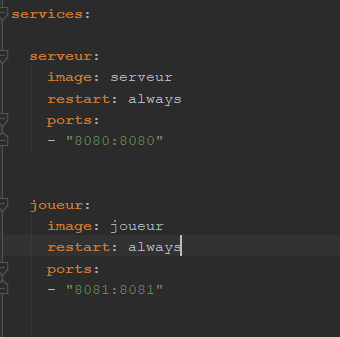 services:
serveur:
image: serveur
restart: always
ports:
- "8080:8080"
joueur:
image: joueur
restart: always
ports:
- "8081:8081"